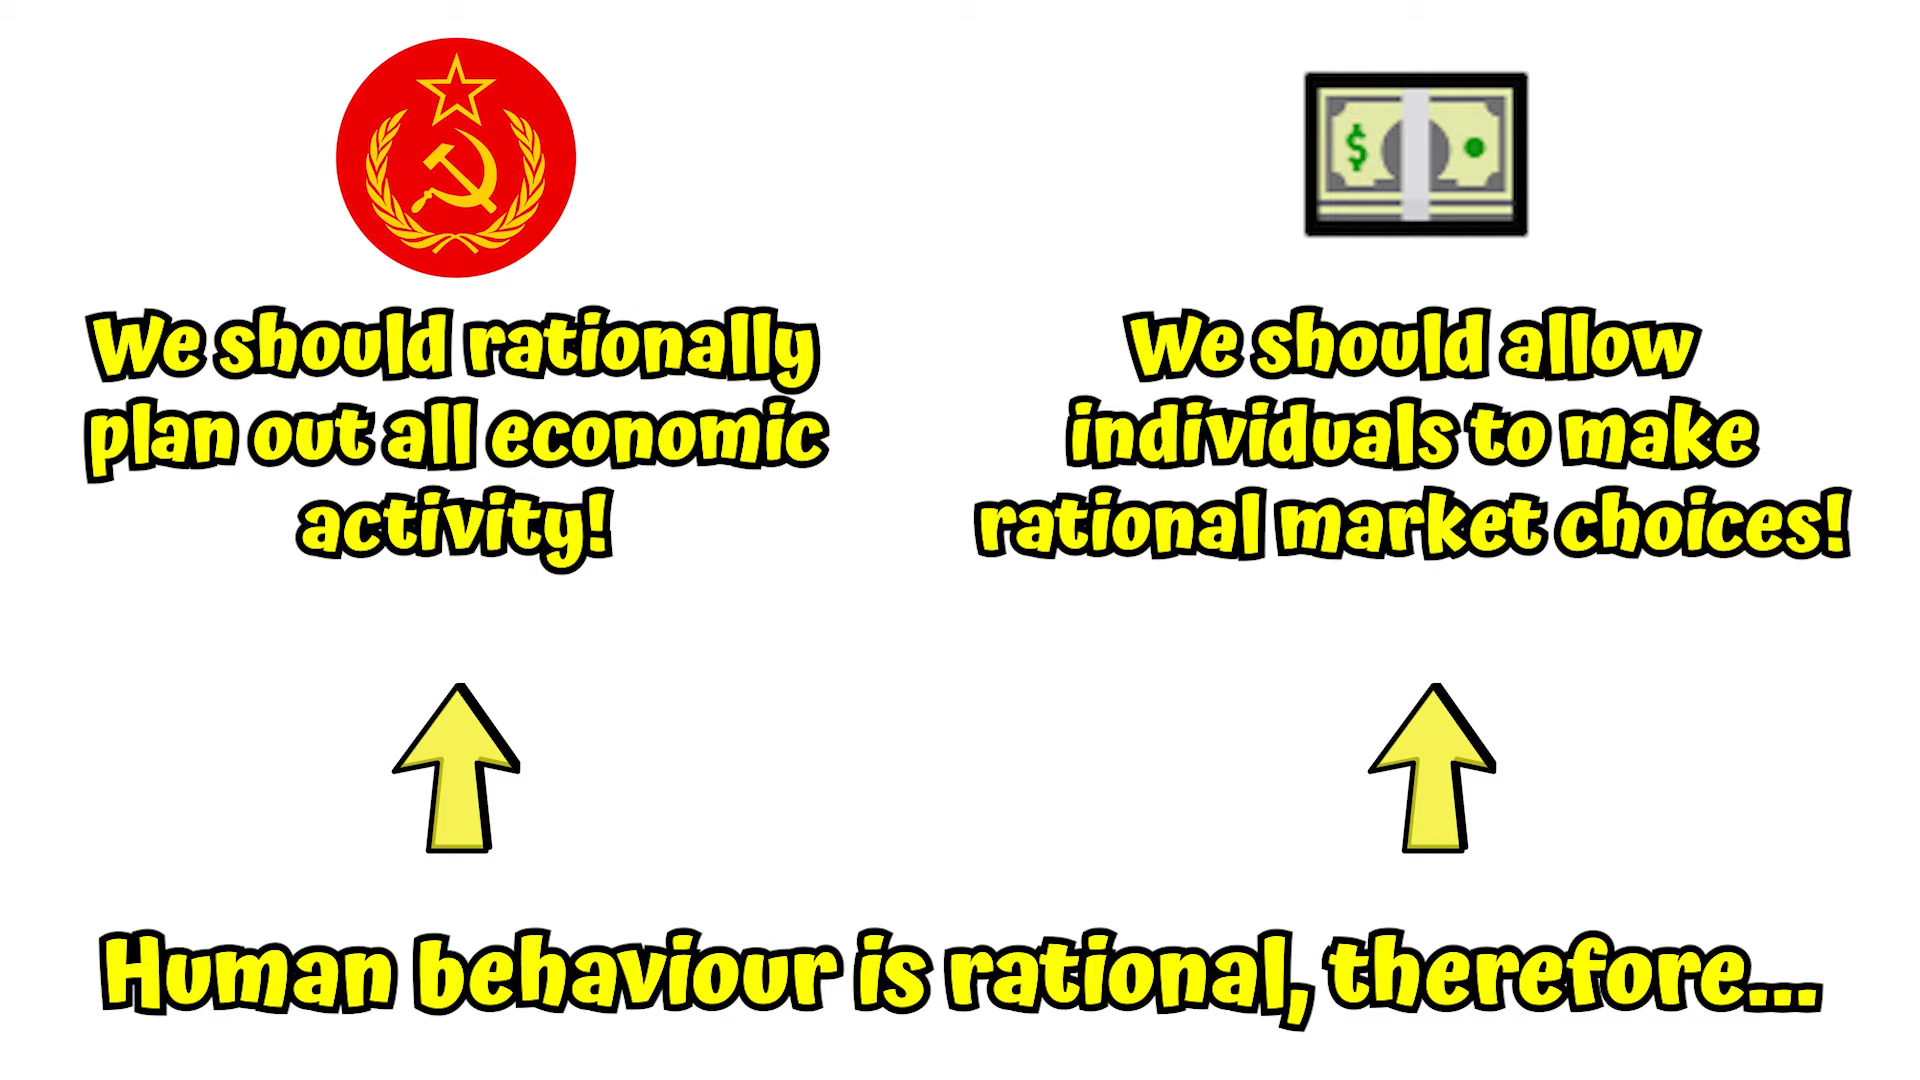 We should rationally
plan out all economic
activity!
We should allow
individuals to make
rational market choices!
Human behaviour is rational, therefore...